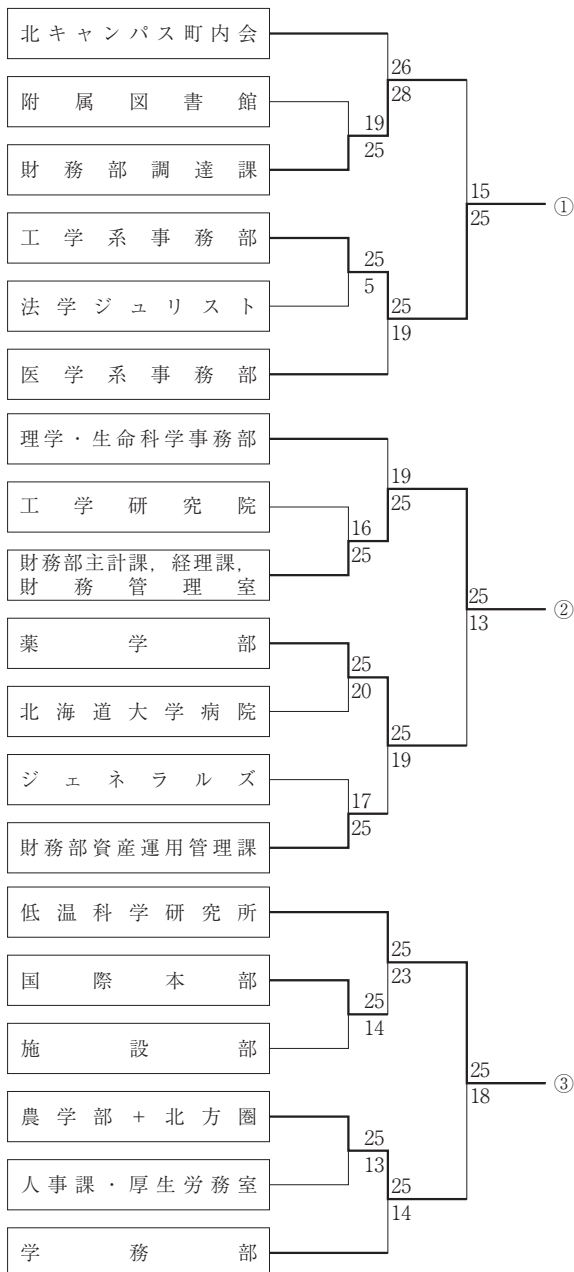 北キャンパス町内会
26
28
附属図書館
19
25
財務部調達課
15
25
①
工学系事務部
25
5
法学ジュリスト
25
19
医学系事務部
理学・生命科学事務部
19
25
工学研究院
16
25
財務部主計課，経理課，
財務管理室
25
13
②
薬学部
25
20
北海道大学病院
25
19
ジェネラルズ
17
25
財務部資産運用管理課
低温科学研究所
25
23
国際本部
25
14
施設部
25
18
③
農学部+北方圏
25
13
人事課・厚生労務室
25
14
学務部